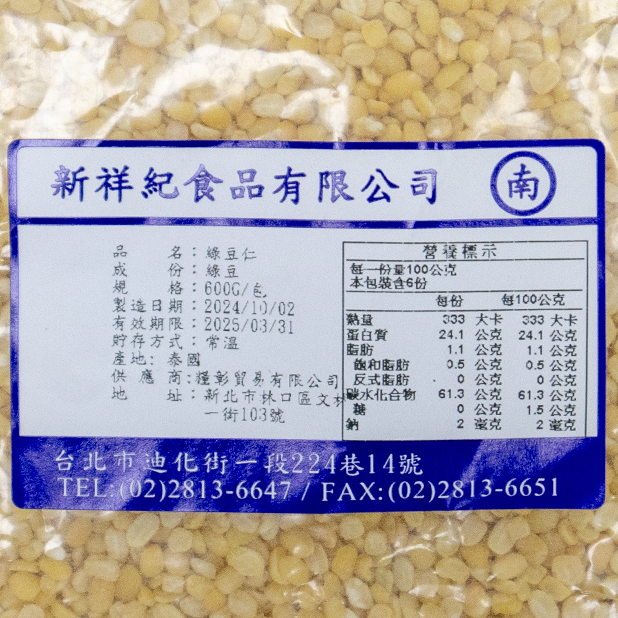 新祥紀食品有限公司 南
品 名：綠豆仁
成 份：綠豆
規 格：600G/包
製造日期：2024/10/02
有效期限：2025/03/31
貯存方式：常溫
產地：泰國
供 應 商：糧彰貿易有限公司
地 址：新北市林口區文林
一街103號
營養標示
每一份量100公克
本包裝含6份
每份 每100公克
熱量 333 大卡 333 大卡
蛋白質 24.1 公克 24.1 公克
脂肪 1.1 公克 1.1 公克
飽和脂肪 0.5 公克 0.5 公克
反式脂肪 0 公克 0 公克
碳水化合物 61.3 公克 61.3 公克
糖 0 公克 1.5 公克
鈉 2 毫克 2 毫克
台北市迪化街一段224巷14號
TEL:(02)2813-6647 / FAX:(02)2813-6651